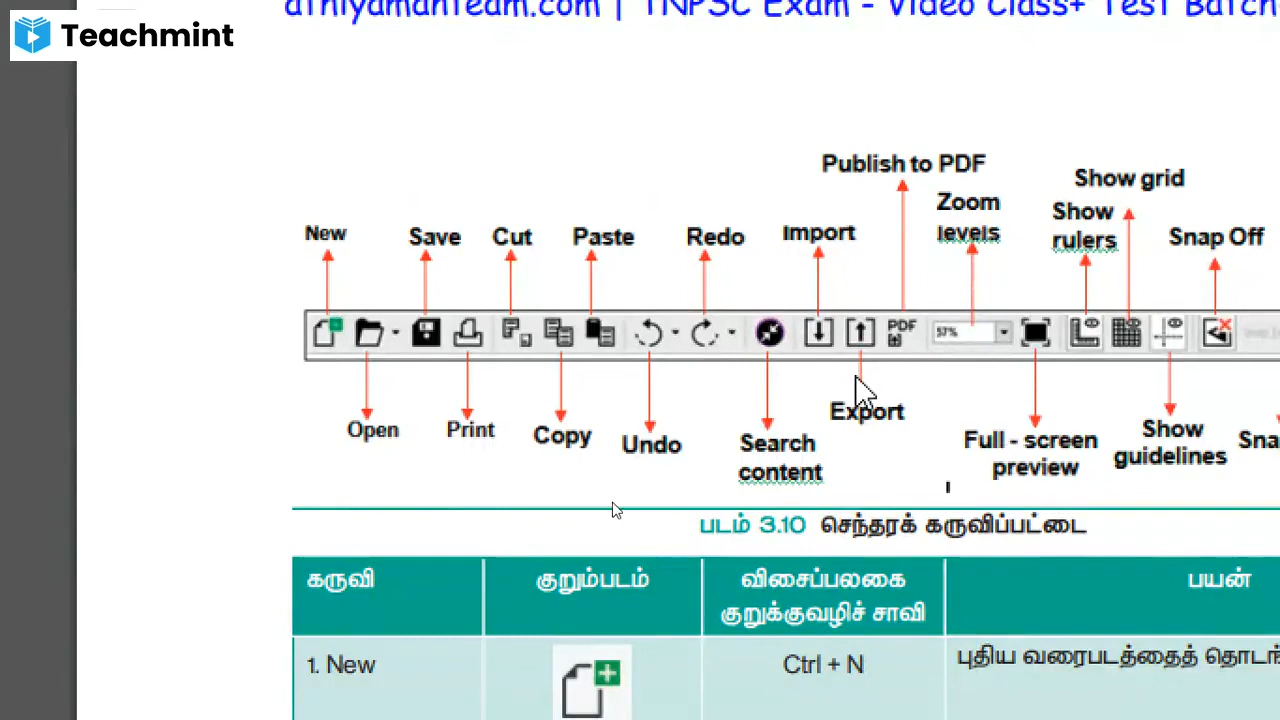 athiyamanteam.com | TNPSC Exam - Video Class+ Test Batch
Teachmint
Publish to PDF
Show grid
Zoom
levels
Show
rulers
New
Save
Cut
Paste
Redo
Import
Snap Off
PDF
57%
Open
Print
Copy
Undo
Search
content
Export
Full - screen
preview
Show
guidelines
Sna
படம் 3.10 செந்தரக் கருவிப்பட்டை
கருவி
குறும்படம்
விசைப்பலகை
குறுக்குவழிச் சாவி
பயன்
1. New
Ctrl + N
புதிய வரைபடத்தைத் தொடங்